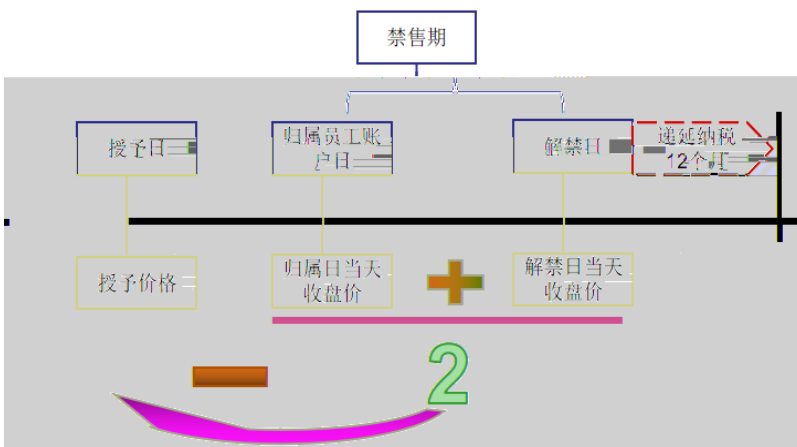 禁售期
授予日
归属员工账
户日
解禁日
递延纳税
12个月
授予价格
归属日当天
收盘价
解禁日当天
收盘价
2